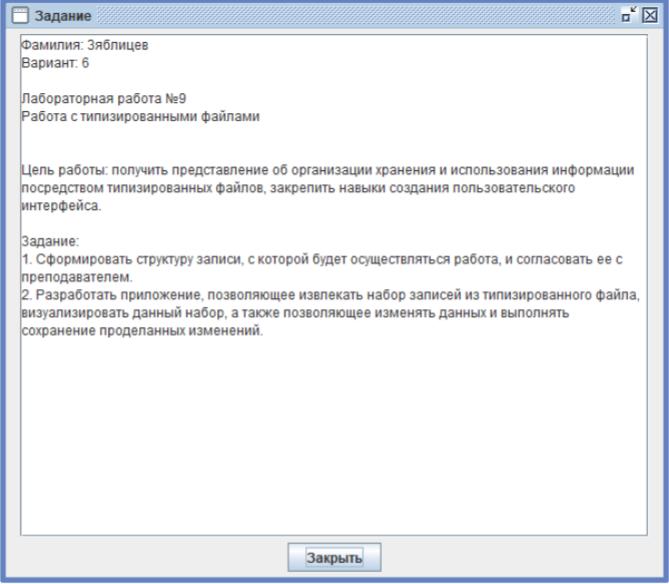 Задание
Фамилия: Зяблицев
Вариант: 6
Лабораторная работа №9
Работа с типизированными файлами
Цель работы: получить представление об организации хранения и использования информации
посредством типизированных файлов, закрепить навыки создания пользовательского
интерфейса.
Задание:
1. Сформировать структуру записи, с которой будет осуществляться работа, и согласовать ее с
преподавателем.
2. Разработать приложение, позволяющее извлекать набор записей из типизированного файла,
визуализировать данный набор, а также позволяющее изменять данных и выполнять
сохранение проделанных изменений.
Закрыть